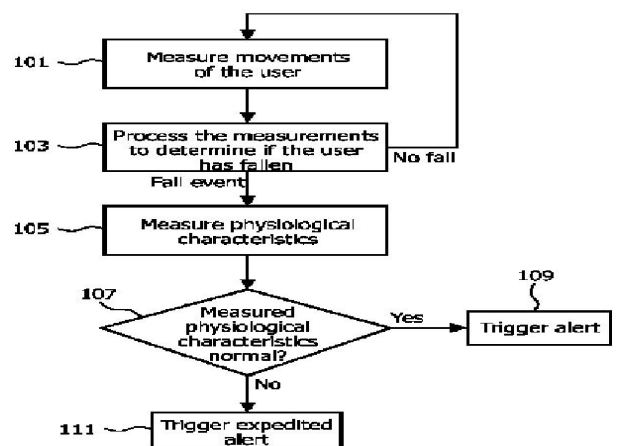 101
Measure movements
of the user
103
Process the measurements
to determine if the user
has fallen
No fall
Fall event
105
Measure physiological
characteristics
107
Measured
physiological
characteristics
normal?
Yes
109
Trigger alert
No
111
Trigger expedited
alert